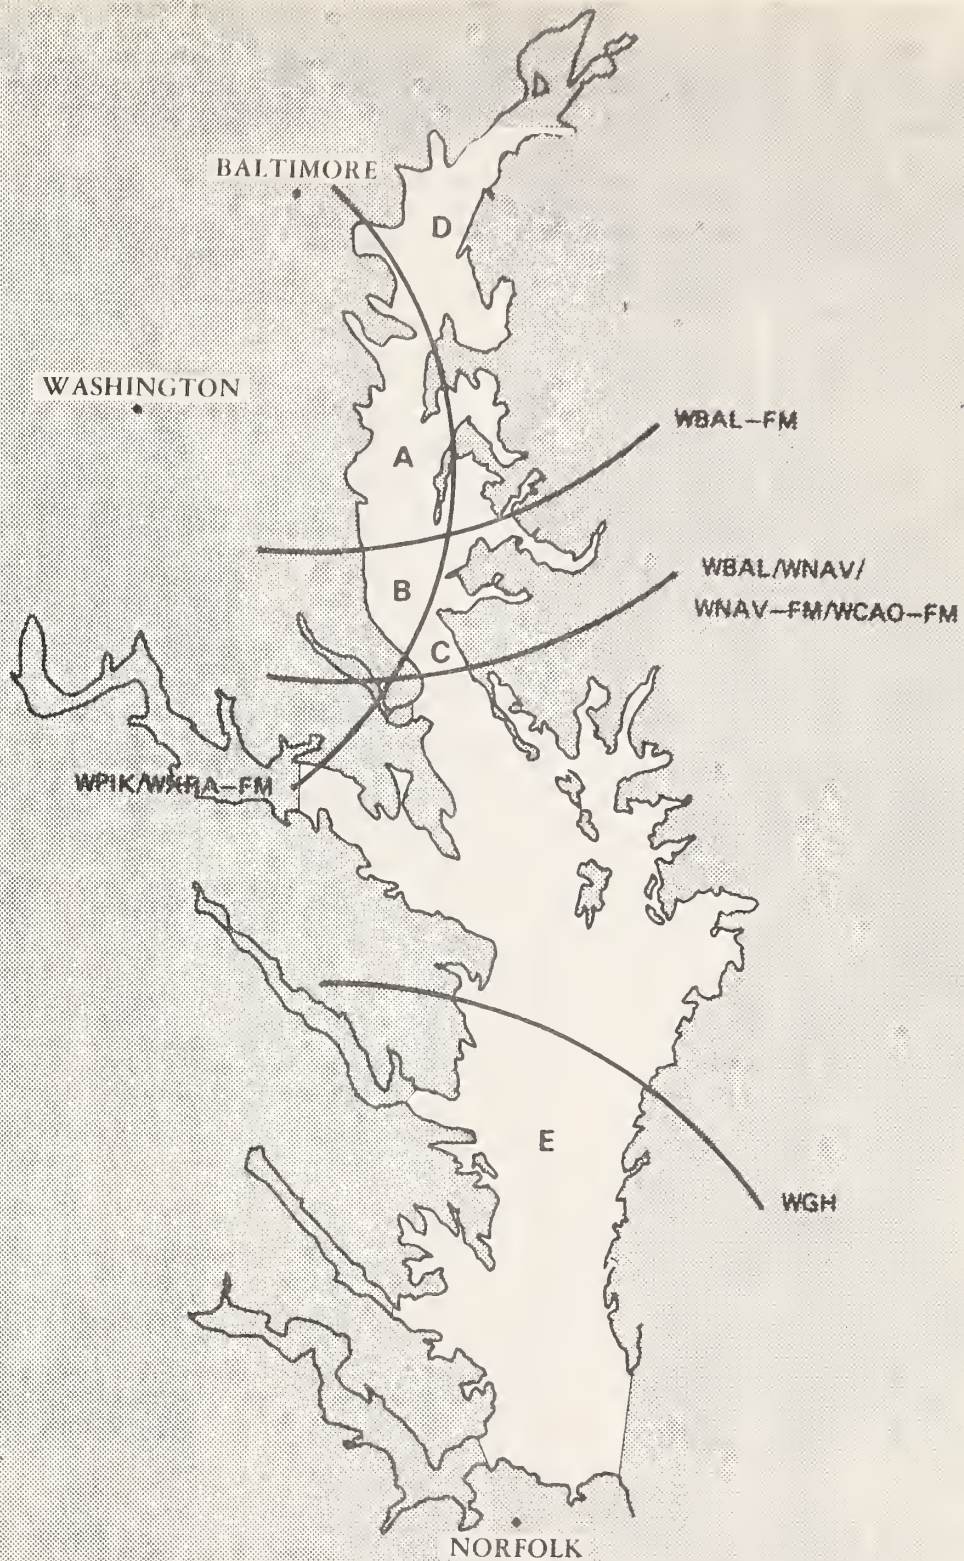 D
BALTIMORE
D
WASHINGTON
WBAL-FM
A
WBAL/WNAV/
WNAV-FM/WCAO-FM
B
C
E
WGH
NORFOLK